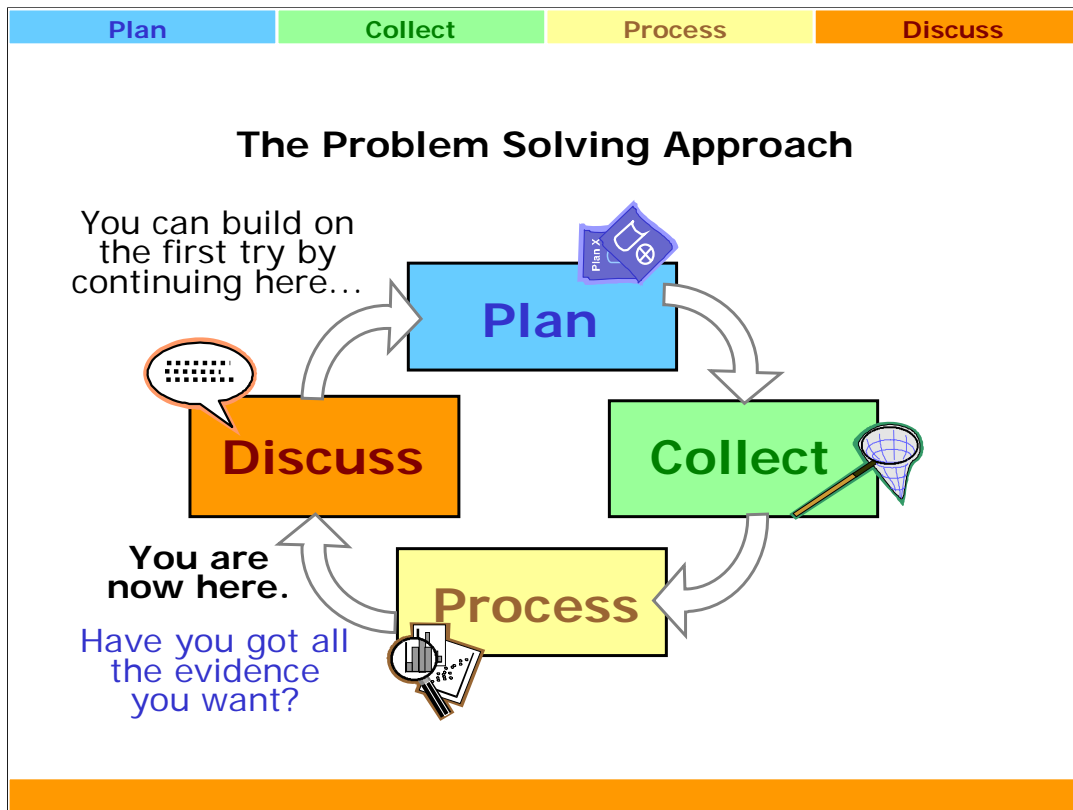 Plan Collect Process Discuss
The Problem Solving Approach
You can build on
the first try by
continuing here...
Plan X
Plan
Discuss
Collect
You are
now here.
Process
Have you got all
the evidence
you want?